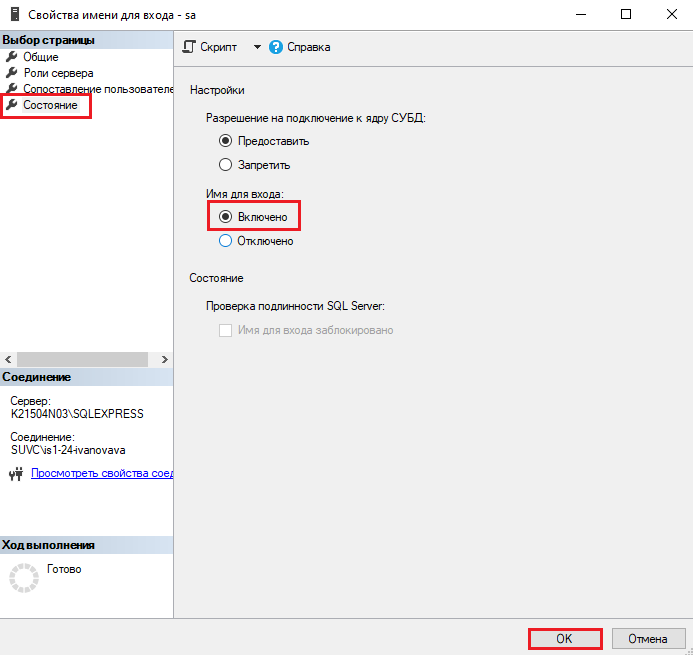 Свойства имени для входа - sa
Выбор страницы
Общие
Роли сервера
Сопоставление пользователе
Состояние
Скрипт
Справка
Настройки
Разрешение на подключение к ядру СУБД:
Предоставить
Запретить
Имя для входа:
Включено
Отключено
Состояние
Проверка подлинности SQL Server:
Имя для входа заблокировано
Соединение
Сервер:
K21504N03\SQLEXPRESS
Соединение:
SUVC\is1-24-ivanovava
Просмотреть свойства соед
Ход выполнения
Готово
OK
Отмена